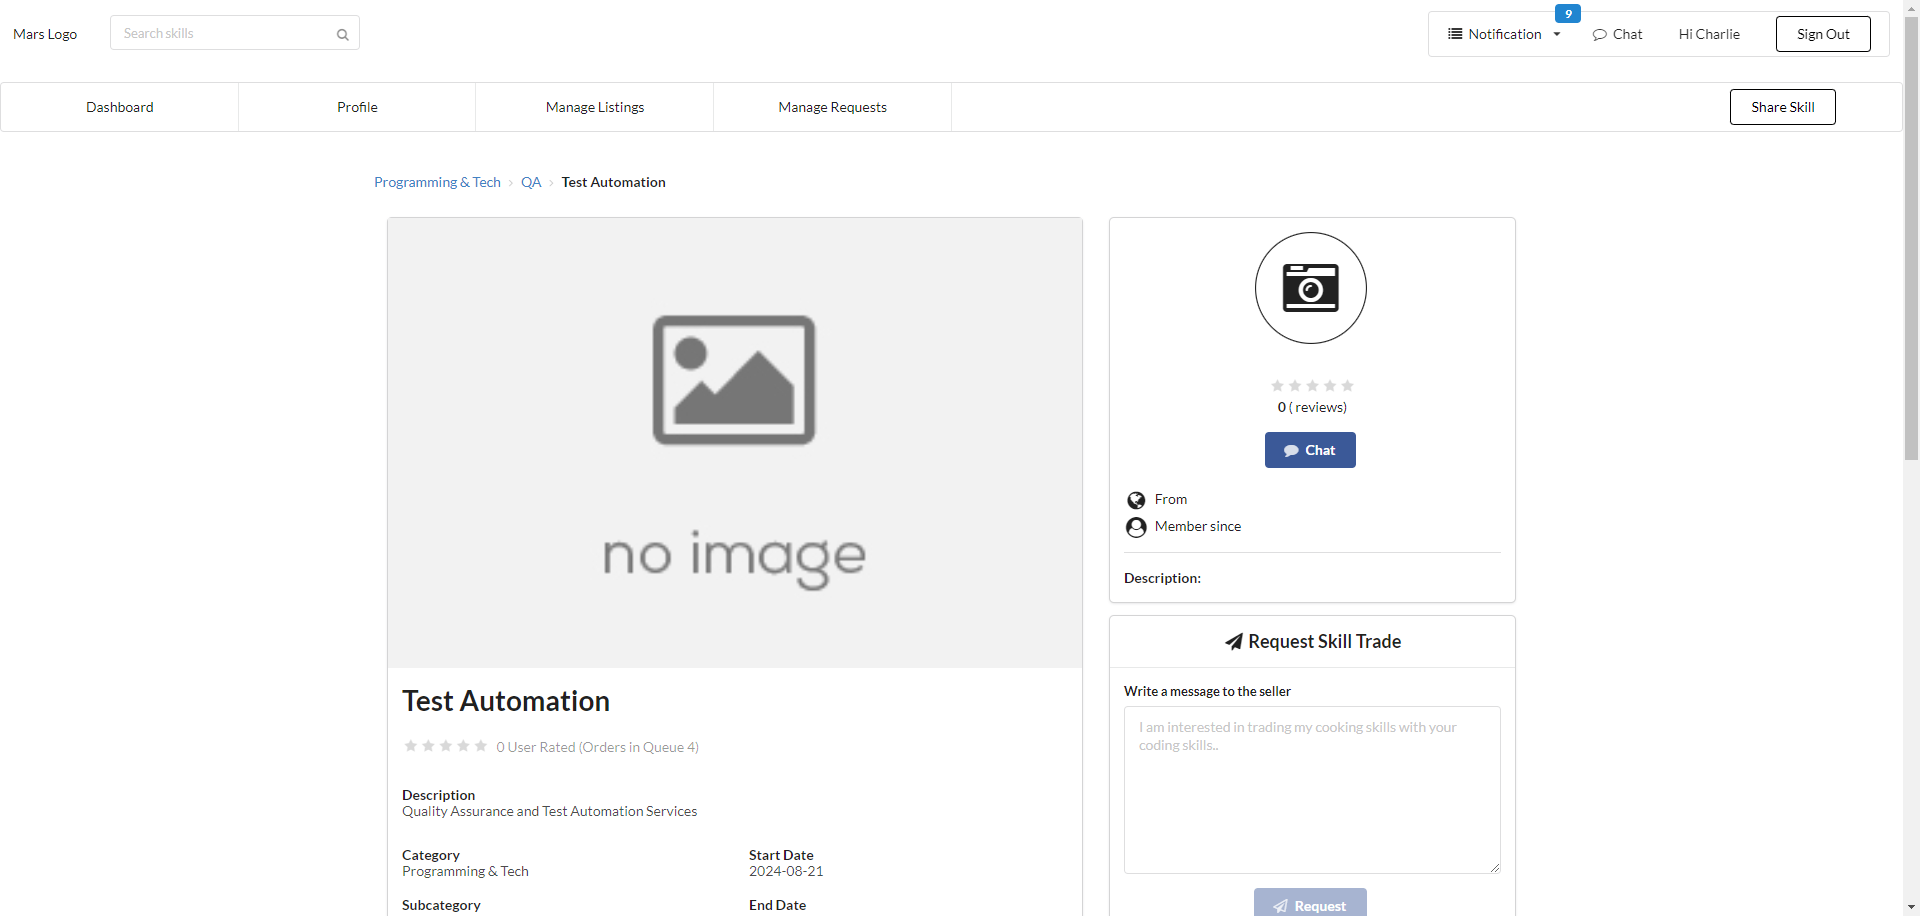 Mars Logo
Search skills
9
Notification
Chat
Hi Charlie
Sign Out
Dashboard
Profile
Manage Listings
Manage Requests
Share Skill
Programming & Tech
QA
Test Automation
no image
Test Automation
0 User Rated (Orders in Queue 4)
Description
Quality Assurance and Test Automation Services
Category
Programming & Tech
Start Date
2024-08-21
Subcategory
End Date
0 ( reviews)
Chat
From
Member since
Description:
Request Skill Trade
Write a message to the seller
I am interested in trading my cooking skills with your
coding skills..
Request